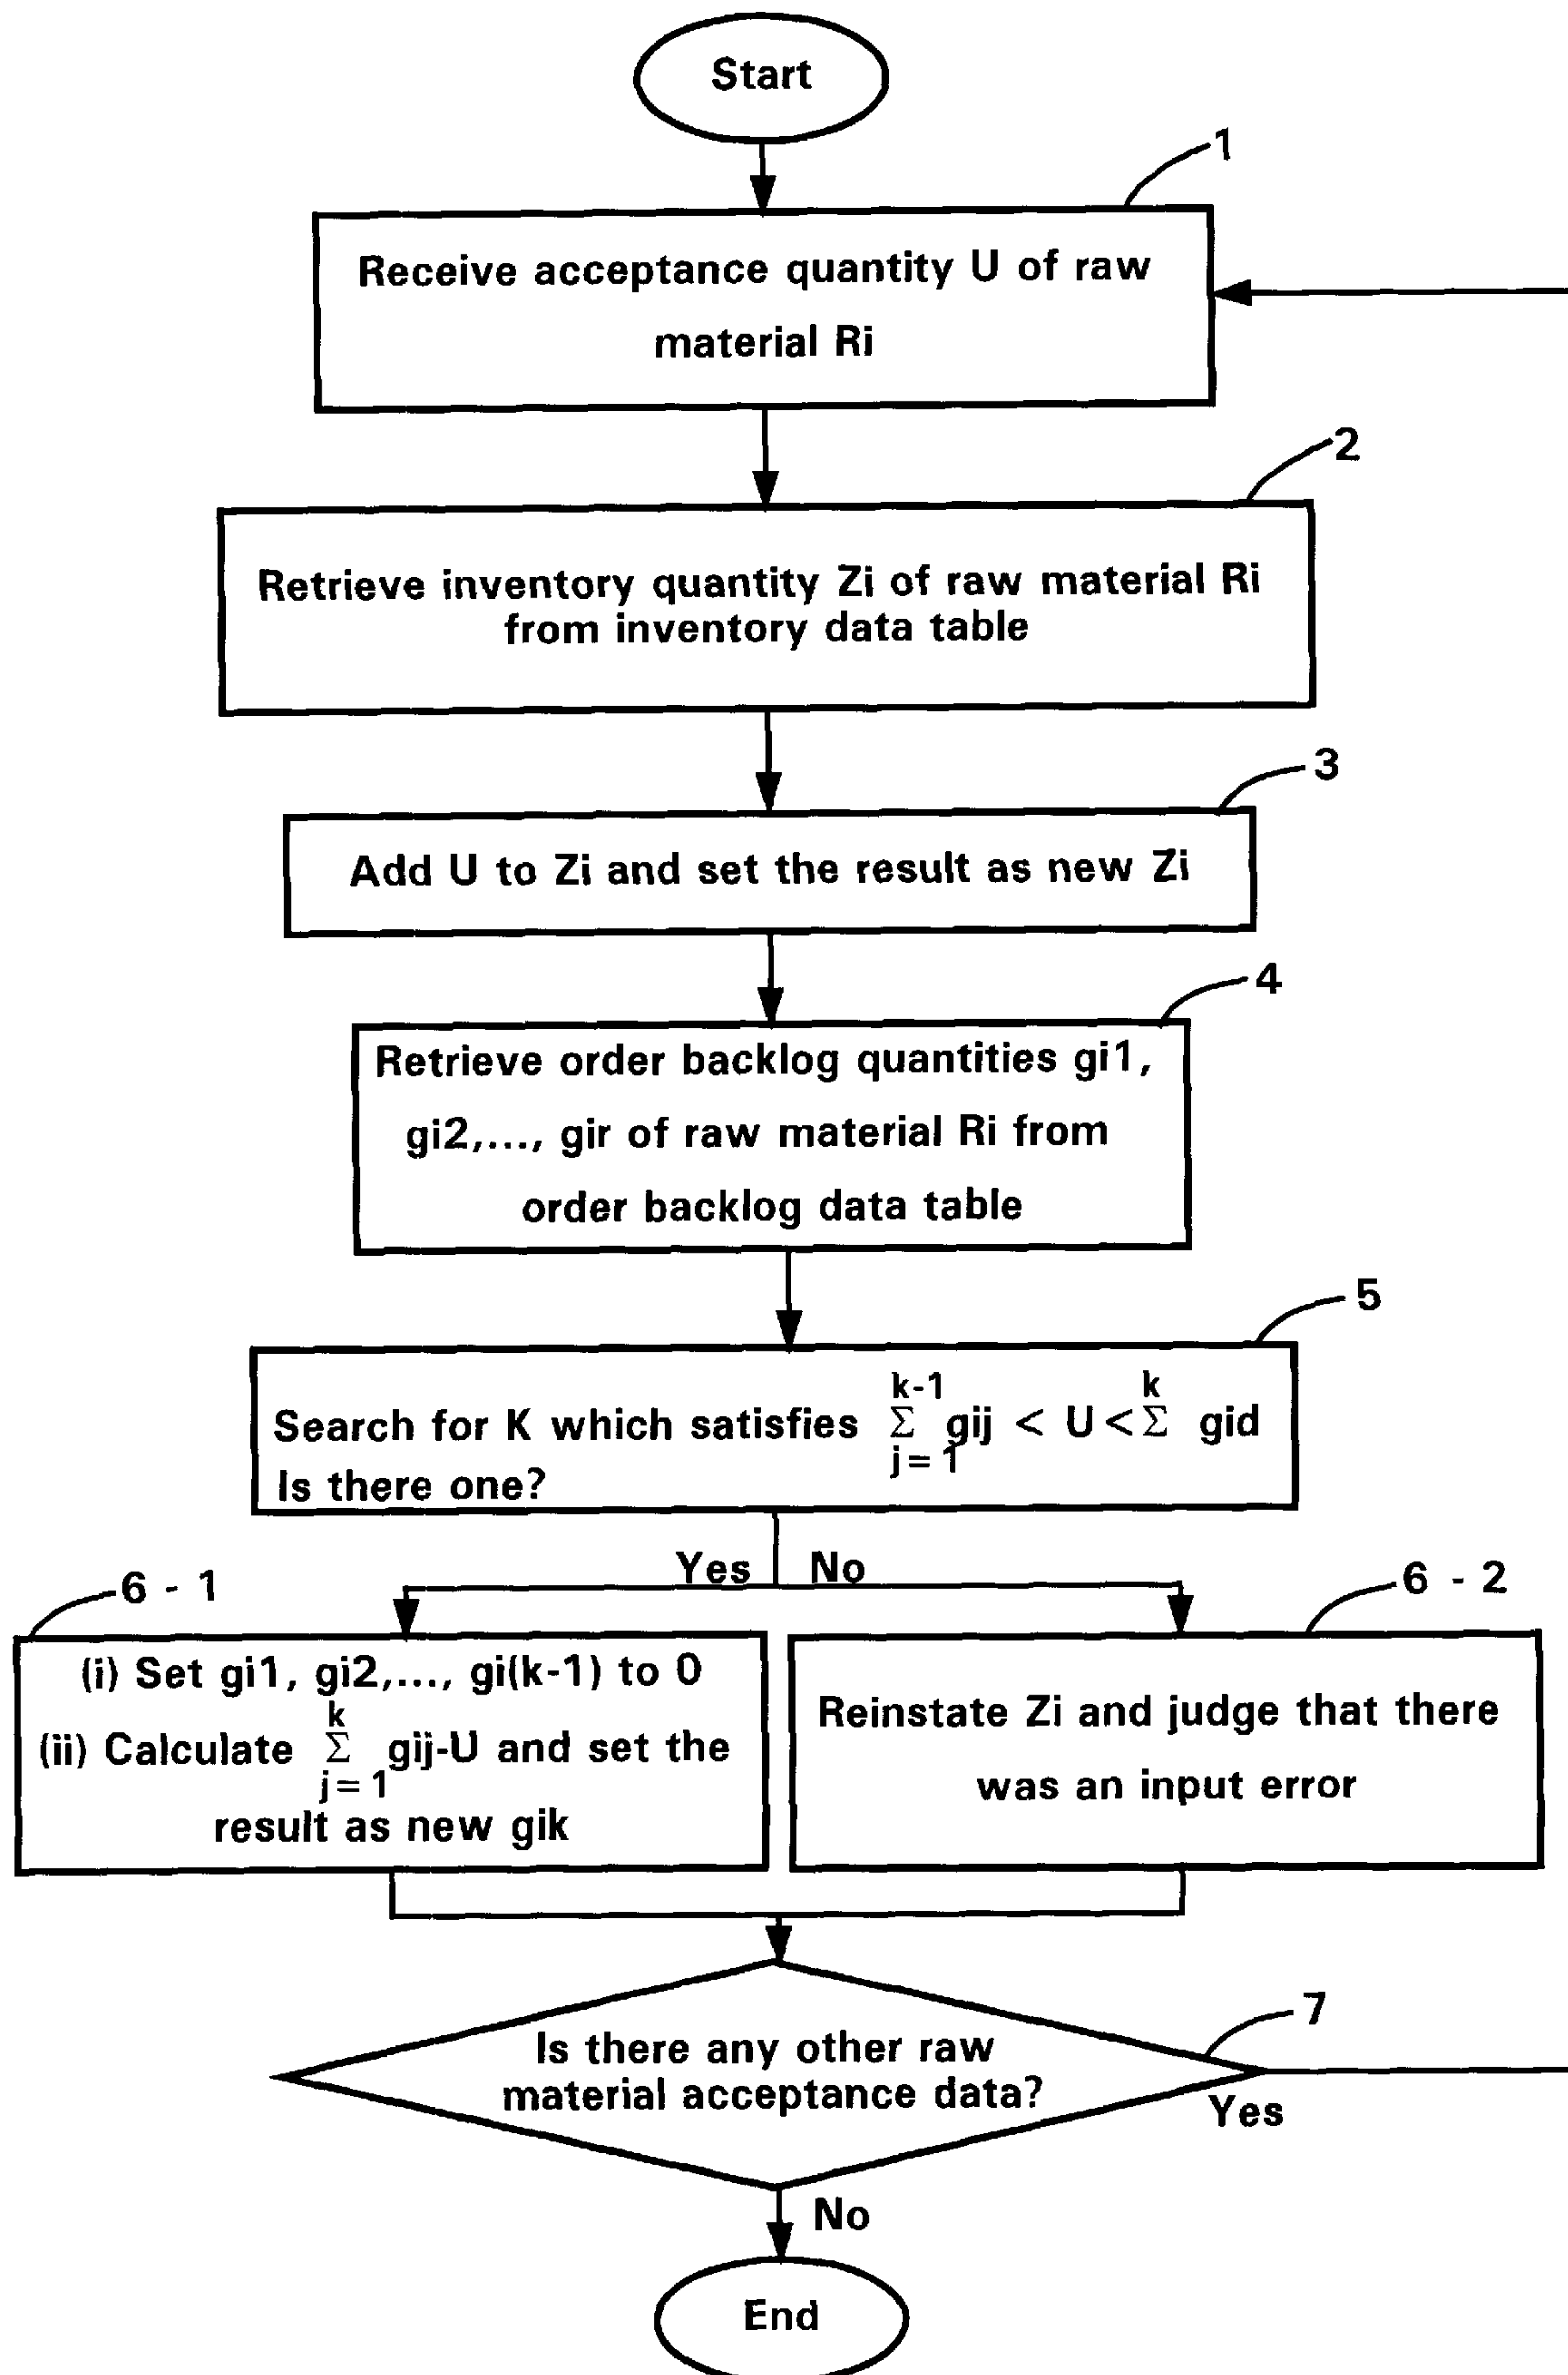 Start
1
Receive acceptance quantity U of raw
material Ri
2
Retrieve inventory quantity Zi of raw material Ri
from inventory data table
3
Add U to Zi and set the result as new Zi
4
Retrieve order backlog quantities gi1,
gi2,..., gir of raw material Ri from
order backlog data table
5
k-1 k
Search for K which satisfies Σ gij < U < Σ gid
j = 1
Is there one?
Yes No
6 - 1
6 - 2
(i) Set gi1, gi2,..., gi(k-1) to 0
k
(ii) Calculate Σ gij-U and set the
j = 1
result as new gik
Reinstate Zi and judge that there
was an input error
7
Is there any other raw
material acceptance data?
Yes
No
End